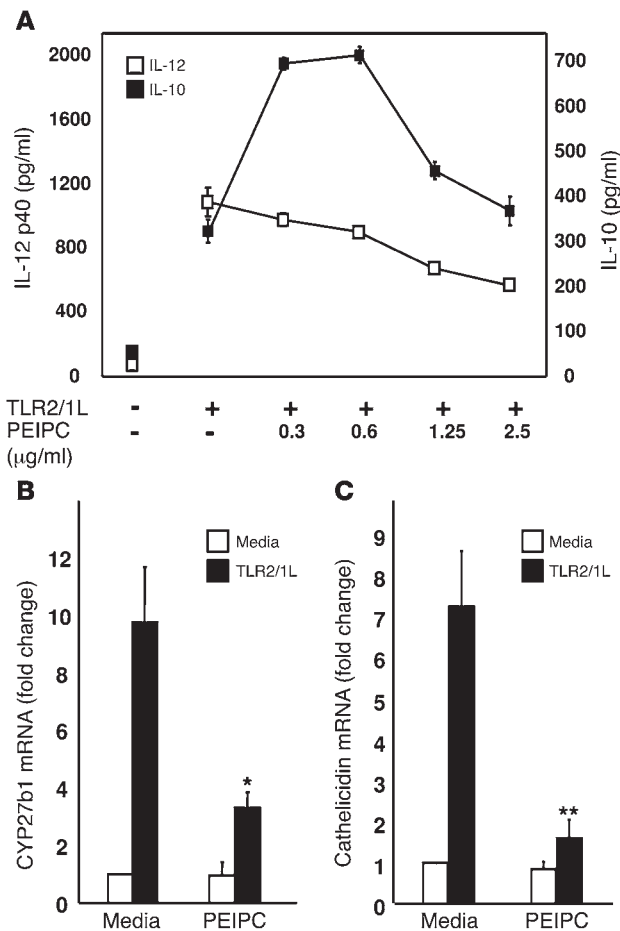 A
2000
1600
1200
800
400
0
IL-12 p40 (pg/ml)
IL-12
IL-10
700
600
500
400
300
200
100
0
IL-10 (pg/ml)
TLR2/1L - + + + + +
PEIPC - - 0.3 0.6 1.25 2.5
(μg/ml)
B
CYP27b1 mRNA (fold change)
12
10
8
6
4
2
0
Media
TLR2/1L
*
Media PEIPC
C
Cathelicidin mRNA (fold change)
9
8
7
6
5
4
3
2
1
0
Media
TLR2/1L
**
Media PEIPC